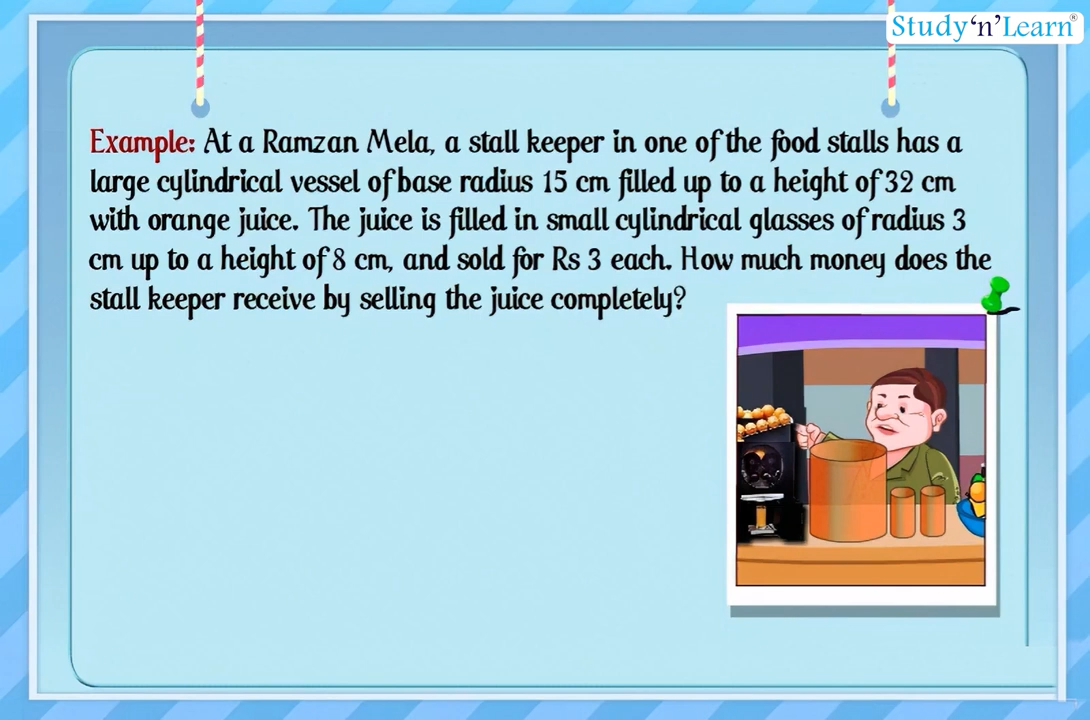 Study‘n’Learn®
Example: At a Ramzan Mela, a stall keeper in one of the food stalls has a
large cylindrical vessel of base radius 15 cm filled up to a height of 32 cm
with orange juice. The juice is filled in small cylindrical glasses of radius 3
cm up to a height of 8 cm, and sold for Rs 3 each. How much money does the
stall keeper receive by selling the juice completely?